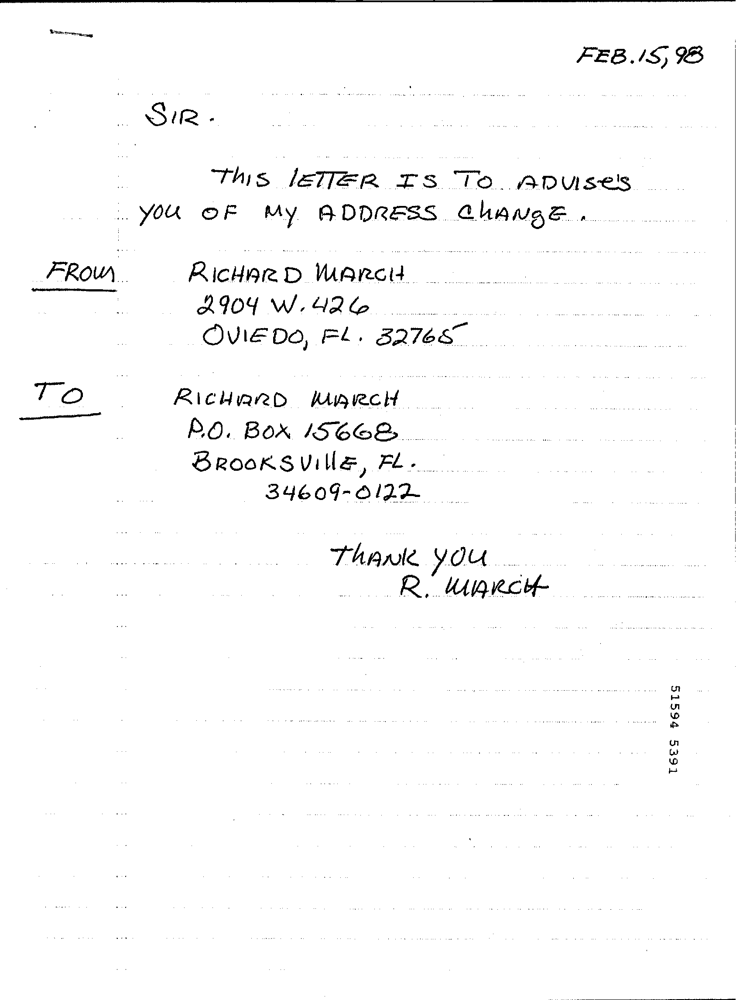 FEB. 15, 98
SIR.
THIS LETTER IS TO ADVISE'S
YOU OF MY ADDRESS CHANGE.
FROM RICHARD MARCH
2904 W. 426
OVIEDO, FL. 32765
TO RICHARD MARCH
P.O. BOX 15668
BROOKSVILLE, FL.
34609-0122
THANK YOU
R. MARCH
51594 5391